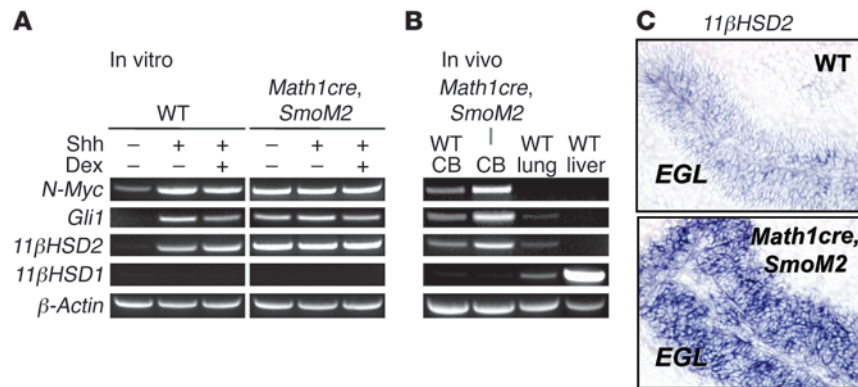 A
In vitro
WT
Math1cre,
SmoM2
Shh − + + − + +
Dex − − + − − +
N-Myc
Gli1
11βHSD2
11βHSD1
β-Actin
B
In vivo
Math1cre,
SmoM2
WT WT WT
CB CB lung liver
C
11βHSD2
WT
EGL
Math1cre,
SmoM2
EGL